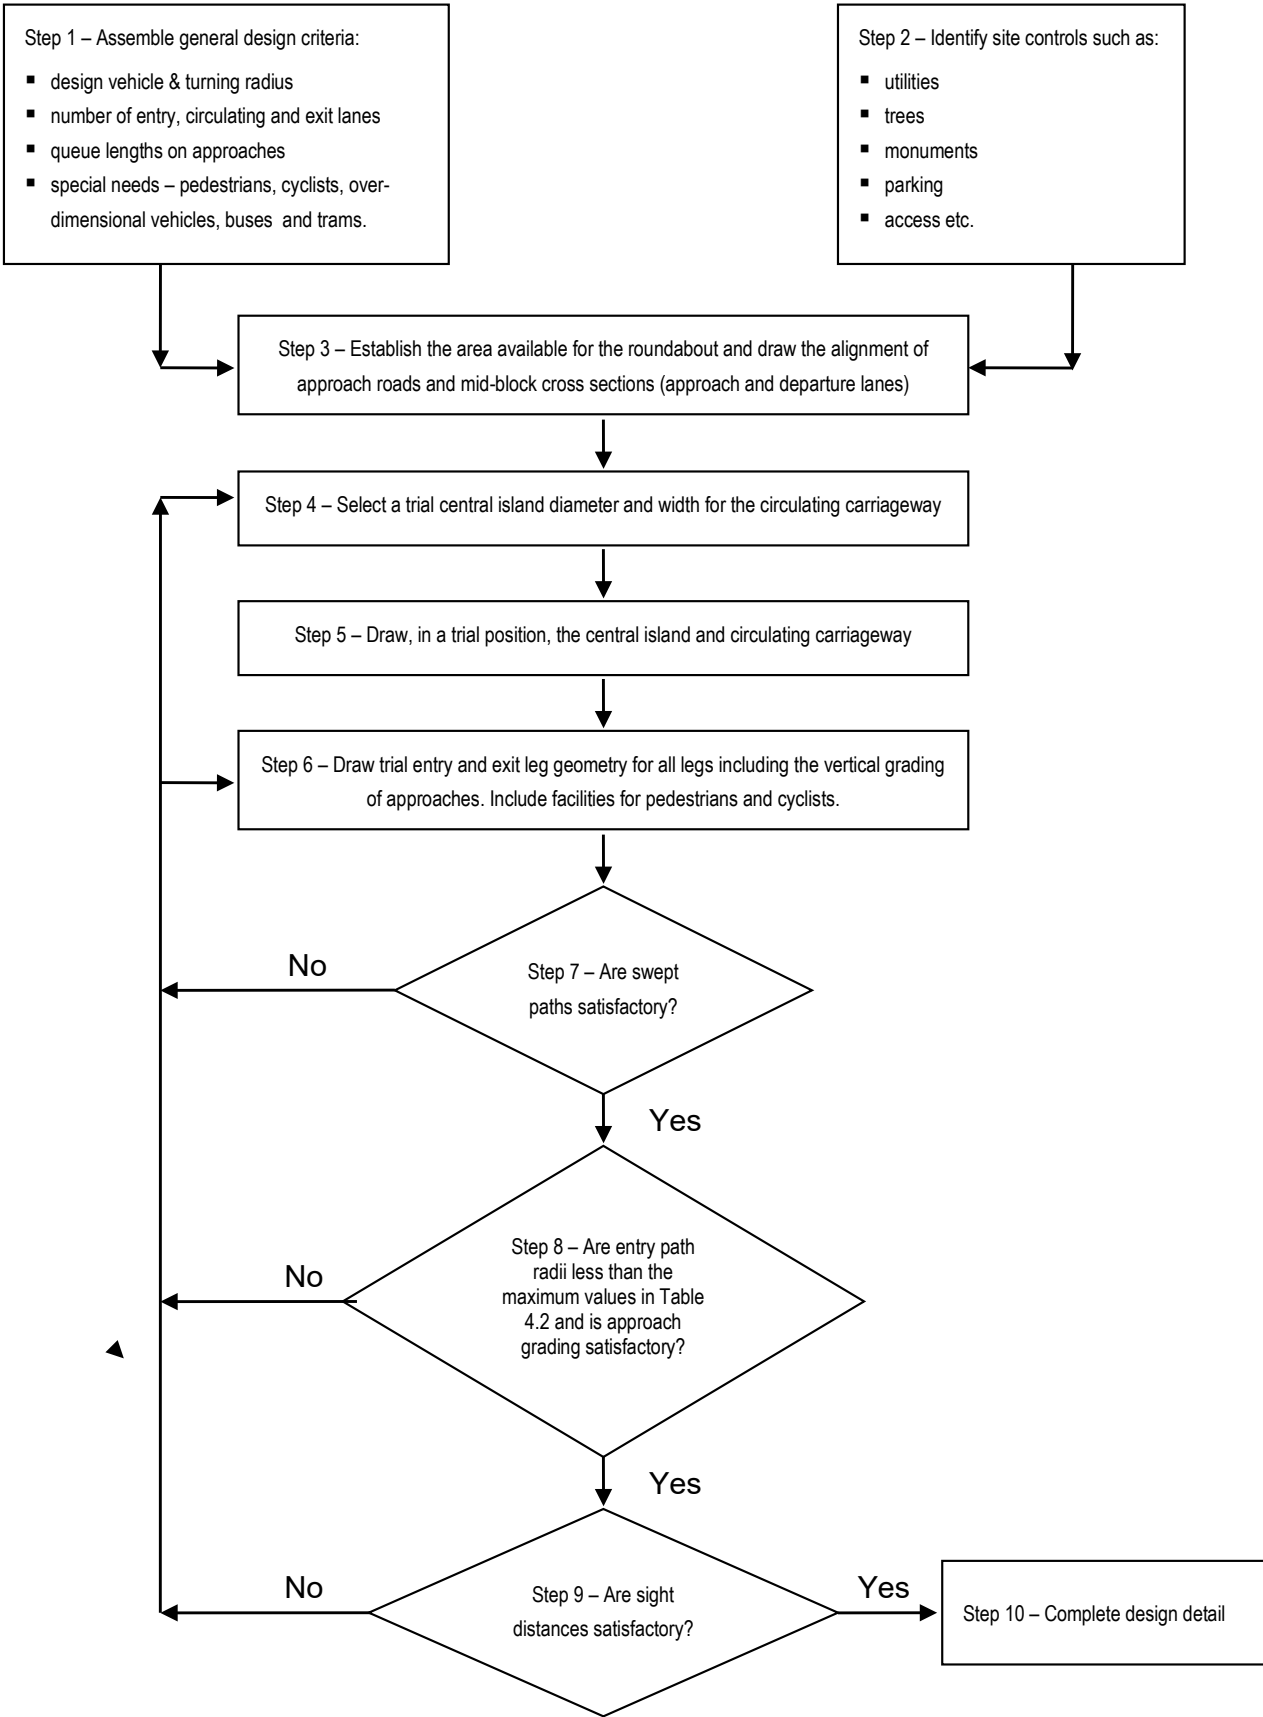 Step 1 – Assemble general design criteria:
▪ design vehicle & turning radius
▪ number of entry, circulating and exit lanes
▪ queue lengths on approaches
▪ special needs – pedestrians, cyclists, over-
dimensional vehicles, buses and trams.
Step 2 – Identify site controls such as:
▪ utilities
▪ trees
▪ monuments
▪ parking
▪ access etc.
Step 3 – Establish the area available for the roundabout and draw the alignment of
approach roads and mid-block cross sections (approach and departure lanes)
Step 4 – Select a trial central island diameter and width for the circulating carriageway
Step 5 – Draw, in a trial position, the central island and circulating carriageway
Step 6 – Draw trial entry and exit leg geometry for all legs including the vertical grading
of approaches. Include facilities for pedestrians and cyclists.
No
Step 7 – Are swept
paths satisfactory?
Yes
No
Step 8 – Are entry path
radii less than the
maximum values in Table
4.2 and is approach
grading satisfactory?
Yes
No
Step 9 – Are sight
distances satisfactory?
Yes
Step 10 – Complete design detail